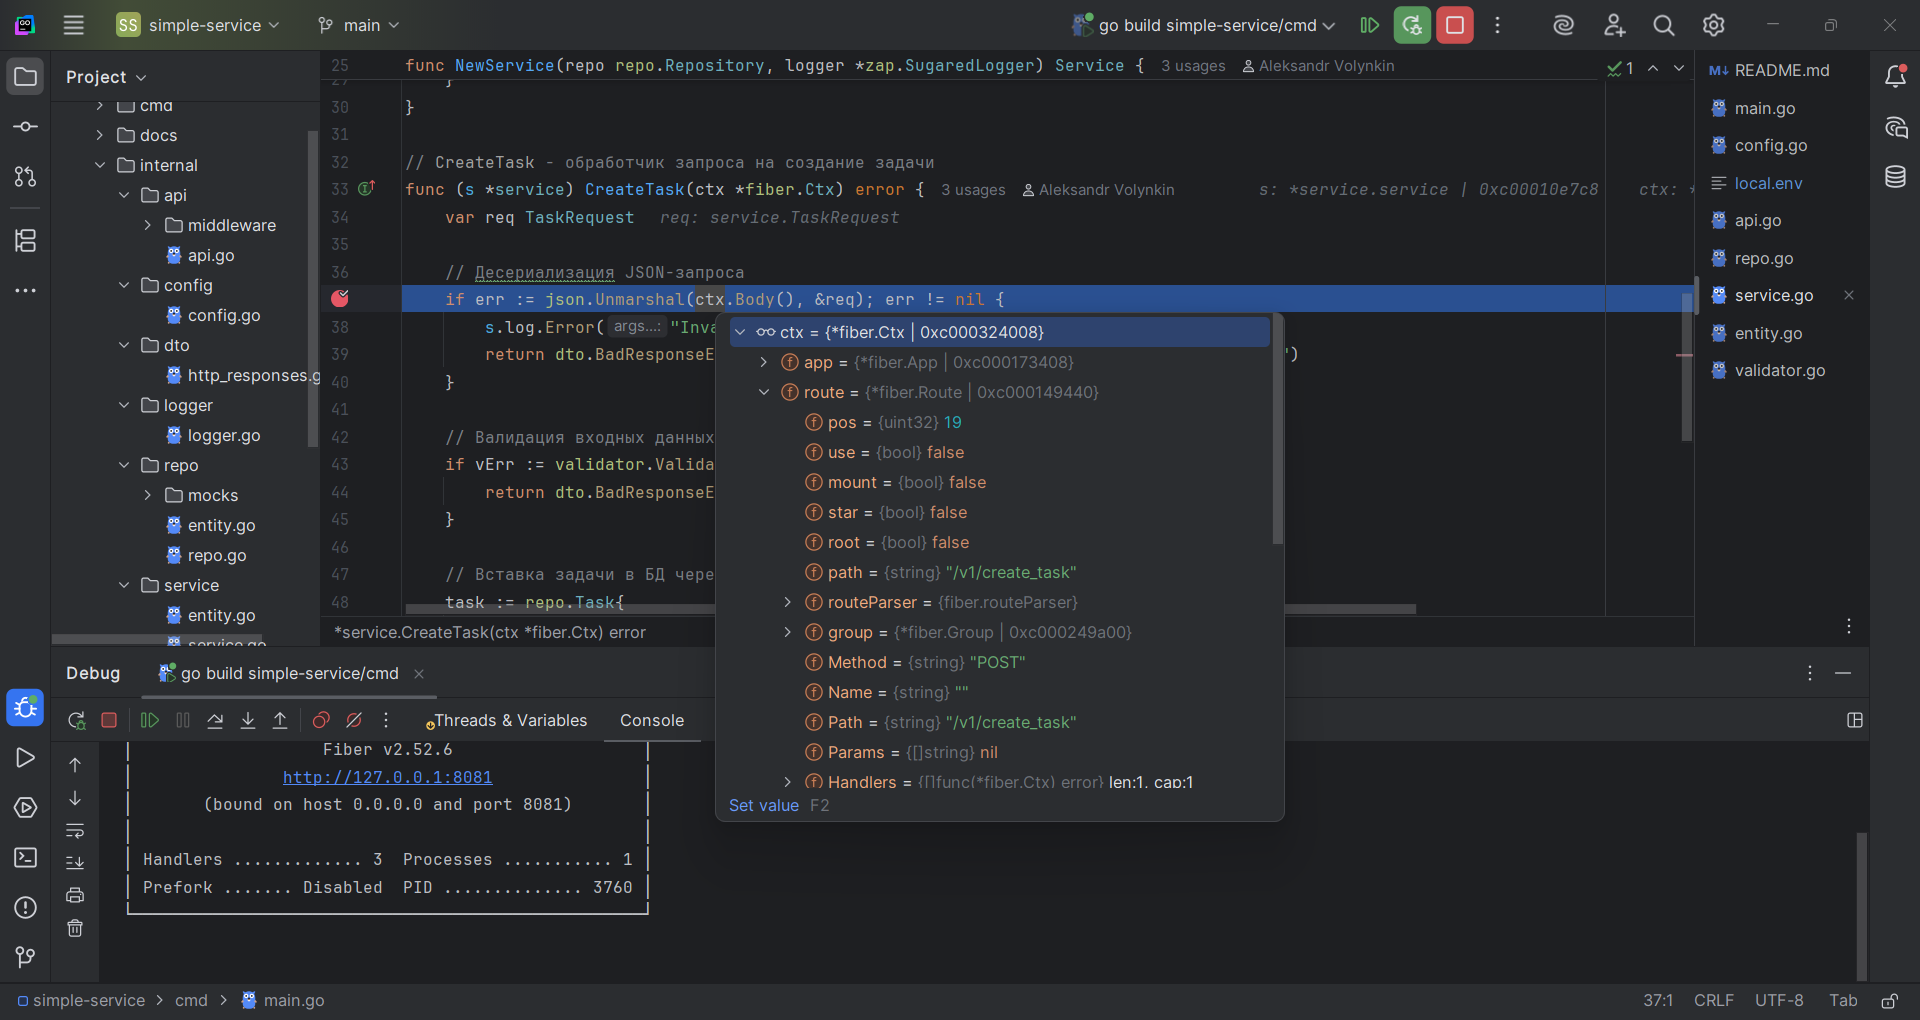 SS simple-service main go build simple-service/cmd
Project
cmd
docs
internal
api
middleware
api.go
config
config.go
dto
http_responses.g
logger
logger.go
repo
mocks
entity.go
repo.go
service
entity.go
service.go
25 func NewService(repo repo.Repository, logger *zap.SugaredLogger) Service { 3 usages Aleksandr Volynkin
1
29 }
30 }
31
32 // CreateTask - обработчик запроса на создание задачи
33 func (s *service) CreateTask(ctx *fiber.Ctx) error { 3 usages Aleksandr Volynkin s: *service.service | 0xc00010e7c8 ctx: *
34 var req TaskRequest req: service.TaskRequest
35
36 // Десериализация JSON-запроса
if err := json.Unmarshal(ctx.Body(), &req); err != nil {
38 s.log.Error( args...: "Inva
39 return dto.BadResponseE ")
40 }
41
42 // Валидация входных данных
43 if vErr := validator.Valida
44 return dto.BadResponseE
45 }
46
47 // Вставка задачи в БД чере
48 task := repo.Task{
*service.CreateTask(ctx *fiber.Ctx) error
ctx = {*fiber.Ctx | 0xc000324008}
app = {*fiber.App | 0xc000173408}
route = {*fiber.Route | 0xc000149440}
pos = {uint32} 19
use = {bool} false
mount = {bool} false
star = {bool} false
root = {bool} false
path = {string} "/v1/create_task"
routeParser = {fiber.routeParser}
group = {*fiber.Group | 0xc000249a00}
Method = {string} "POST"
Name = {string} ""
Path = {string} "/v1/create_task"
Params = {[]string} nil
Handlers = {[]func(*fiber.Ctx) error} len:1, cap:1
Set value F2
M↓ README.md
main.go
config.go
local.env
api.go
repo.go
service.go
entity.go
validator.go
Debug go build simple-service/cmd
Threads & Variables Console
Fiber v2.52.6
http://127.0.0.1:8081
(bound on host 0.0.0.0 and port 8081)
Handlers ............. 3 Processes ........... 1
Prefork ....... Disabled PID .............. 3760
simple-service > cmd > main.go
37:1 CRLF UTF-8 Tab